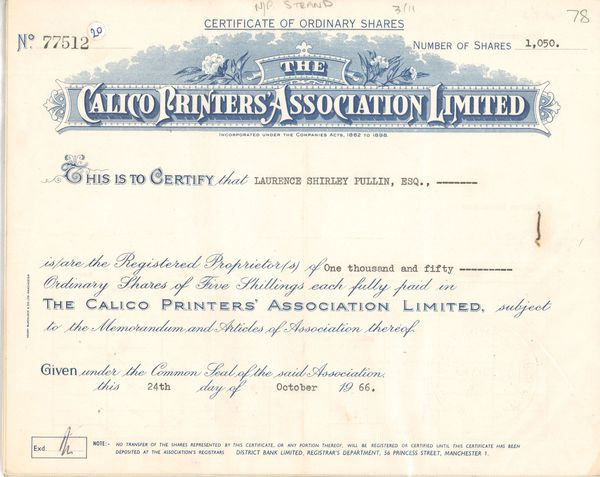 N/P STRAND 3/11
78
CERTIFICATE OF ORDINARY SHARES
No. 77512 20
NUMBER OF SHARES 1,050.
THE
CALICO PRINTERS' ASSOCIATION LIMITED
INCORPORATED UNDER THE COMPANIES ACTS, 1862 TO 1898.
THIS IS TO CERTIFY that LAURENCE SHIRLEY PULLIN, ESQ., -------
is/are the Registered Proprietor(s) of One thousand and fifty ----------
Ordinary Shares of Five Shillings each fully paid in
THE CALICO PRINTERS' ASSOCIATION LIMITED, subject
to the Memorandum and Articles of Association thereof.
Given under the Common Seal of the said Association.
this 24th day of October 1966.
Exd.
NOTE:- NO TRANSFER OF THE SHARES REPRESENTED BY THIS CERTIFICATE, OR ANY PORTION THEREOF, WILL BE REGISTERED OR CERTIFIED UNTIL THIS CERTIFICATE HAS BEEN
DEPOSITED AT THE ASSOCIATION'S REGISTRARS DISTRICT BANK LIMITED, REGISTRAR'S DEPARTMENT, 56 PRINCESS STREET, MANCHESTER 1.